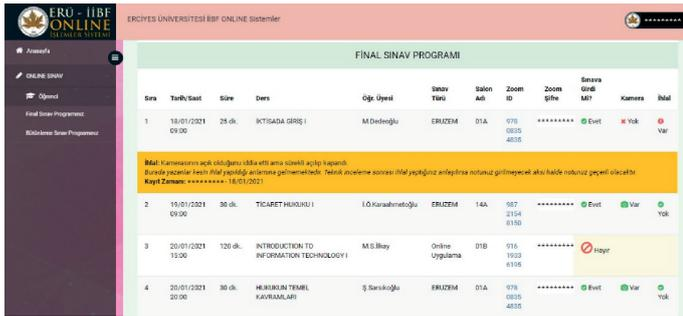 ERÜ - İİBF
ONLINE
İŞLEMLER SİSTEMİ
ERCİYES ÜNİVERSİTESİ İİBF ONLINE Sistemler
*********
Anasayfa
ONLINE SINAV
Öğrenci
Final Sınav Programınız
Bütünleme Sınav Programınız
FİNAL SINAV PROGRAMI
Sıra Tarih/Saat Süre Ders Öğr. Üyesi Sınav Türü Salon Adı Zoom ID Zoom Şifre Sınava Girdi Mi? Kamera İhlal
1 18/01/2021 09:00 25 dk. İKTİSADA GİRİŞ I M.Dedeoğlu ERUZEM 01A 978 0835 4835 ********* Evet Yok Var
İhlal: Kamerasının açık olduğunu iddia etti ama sürekli açılıp kapandı.
Burada yazanlar kesin ihlal yapıldığı anlamına gelmemektedir. Teknik inceleme sonrası ihlal yaptığınız anlaşılırsa notunuz girilmeyecek aksi halde notunuz geçerli olacaktır.
Kayıt Zamanı: ********* - 18/01/2021
2 19/01/2021 09:00 30 dk. TİCARET HUKUKU I İ.Ö.Karaahmetoğlu ERUZEM 14A 987 2154 0150 ********* Evet Var Yok
3 20/01/2021 15:00 120 dk. INTRODUCTION TO INFORMATION TECHNOLOGY I M.S.İlkay Online Uygulama 01B 916 1933 6195 ********* Hayır
4 20/01/2021 20:00 30 dk. HUKUKUN TEMEL KAVRAMLARI Ş.Sarsıkoğlu ERUZEM 01A 978 0835 4835 ********* Evet Var Yok